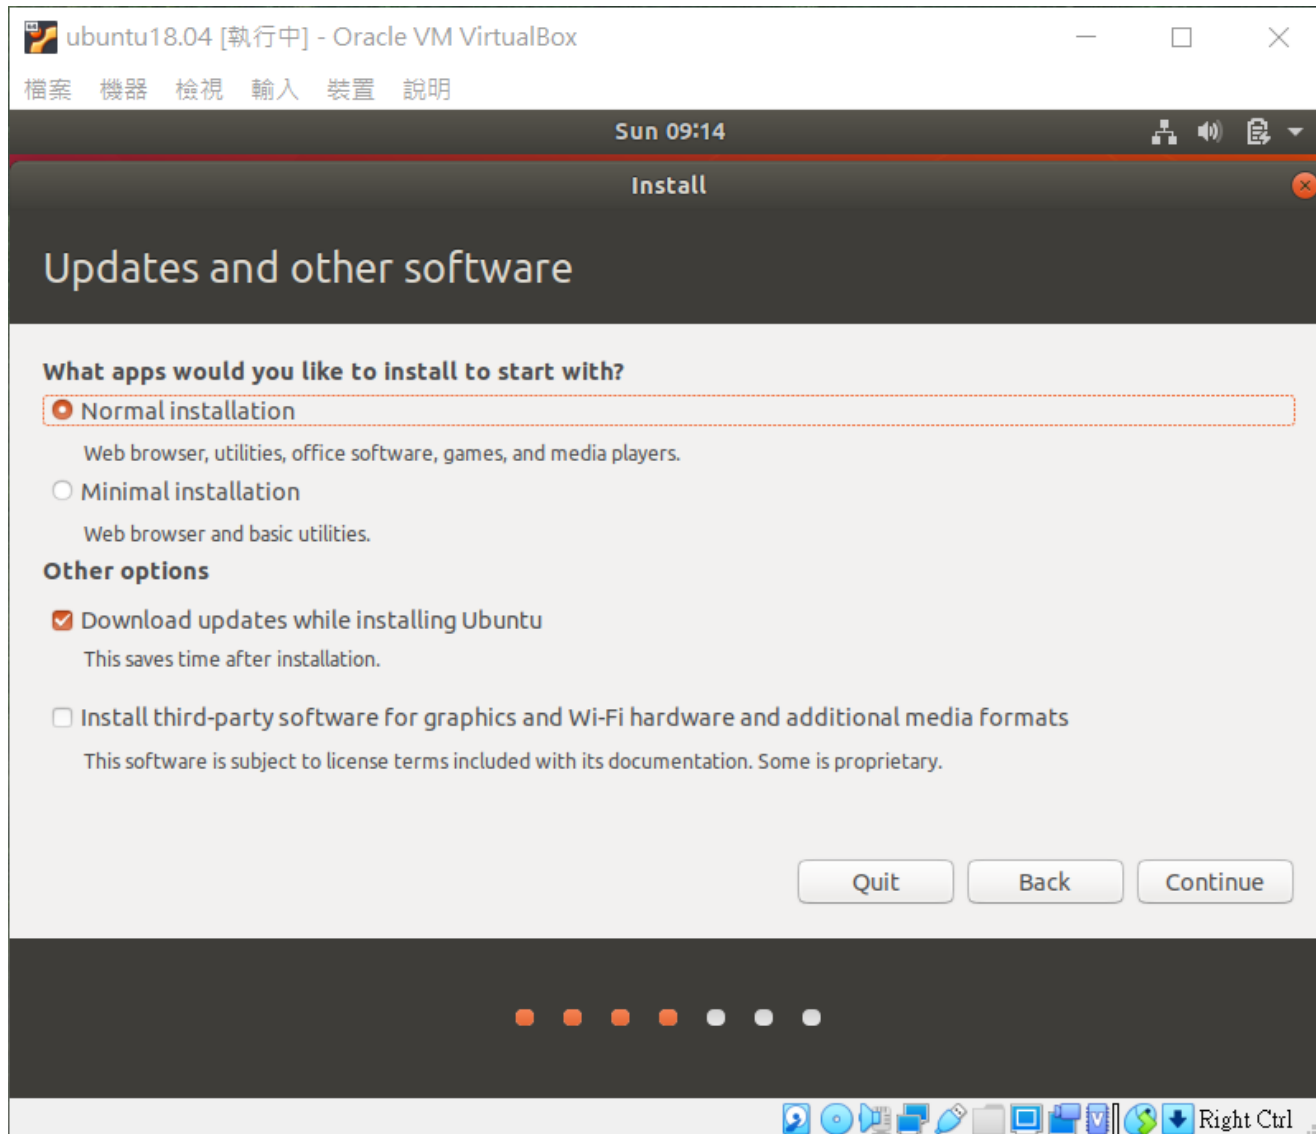 ubuntu18.04 [執行中] - Oracle VM VirtualBox
檔案 機器 檢視 輸入 裝置 說明
Sun 09:14
Install
Updates and other software
What apps would you like to install to start with?
Normal installation
Web browser, utilities, office software, games, and media players.
Minimal installation
Web browser and basic utilities.
Other options
Download updates while installing Ubuntu
This saves time after installation.
Install third-party software for graphics and Wi-Fi hardware and additional media formats
This software is subject to license terms included with its documentation. Some is proprietary.
Quit Back Continue
Right Ctrl